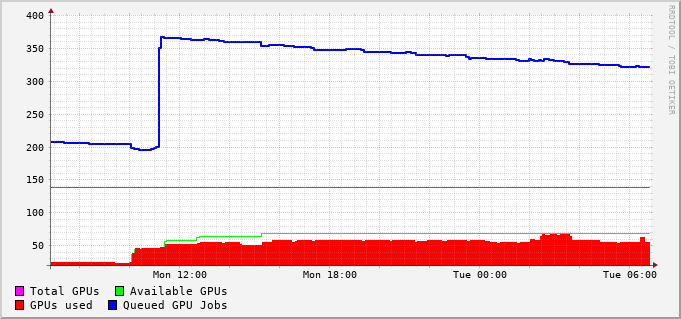 RRDTOOL / TOBI OETIKER
400
350
300
250
200
150
100
50
Mon 12:00 Mon 18:00 Tue 00:00 Tue 06:00
Total GPUs Available GPUs
GPUs used Queued GPU Jobs